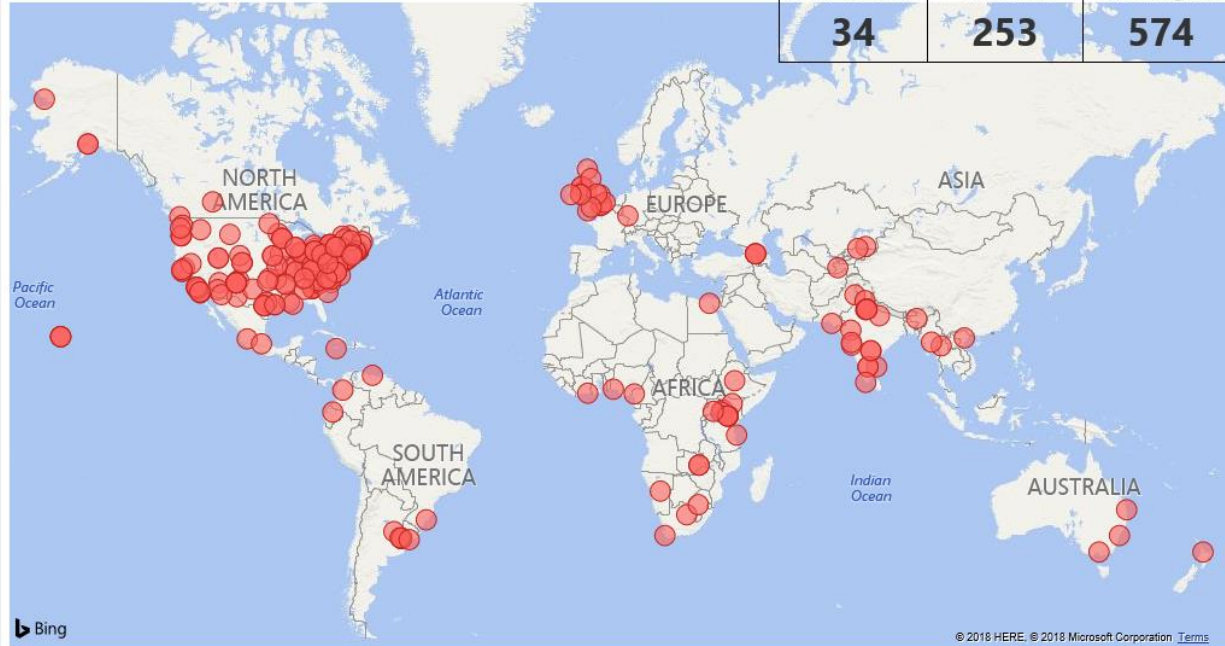 34 253 574
NORTH
AMERICA
EUROPE
ASIA
Pacific
Ocean
Atlantic
Ocean
AFRICA
SOUTH
AMERICA
Indian
Ocean
AUSTRALIA
Bing
© 2018 HERE, © 2018 Microsoft Corporation Terms